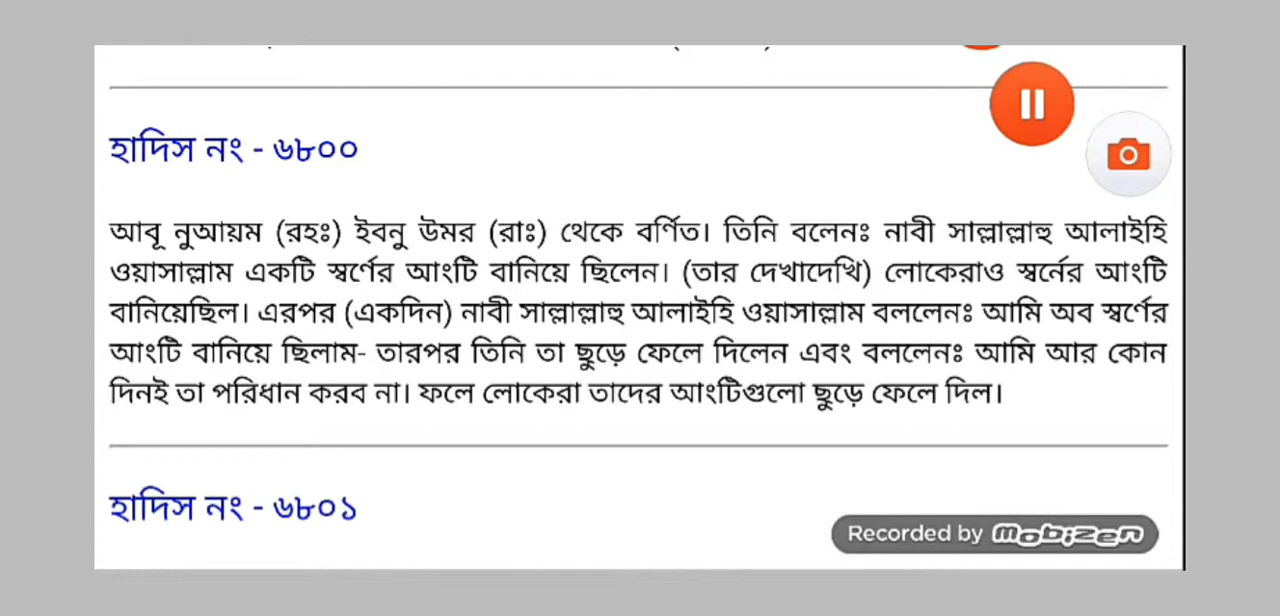 হাদিস নং - ৬৮০০
আবূ নুআয়ম (রহঃ) ইবনু উমর (রাঃ) থেকে বর্ণিত। তিনি বলেনঃ নাবী সাল্লাল্লাহু আলাইহি
ওয়াসাল্লাম একটি স্বর্ণের আংটি বানিয়ে ছিলেন। (তার দেখাদেখি) লোকেরাও স্বর্নের আংটি
বানিয়েছিল। এরপর (একদিন) নাবী সাল্লাল্লাহু আলাইহি ওয়াসাল্লাম বললেনঃ আমি অব স্বর্ণের
আংটি বানিয়ে ছিলাম- তারপর তিনি তা ছুড়ে ফেলে দিলেন এবং বললেনঃ আমি আর কোন
দিনই তা পরিধান করব না। ফলে লোকেরা তাদের আংটিগুলো ছুড়ে ফেলে দিল।
হাদিস নং - ৬৮০১
Recorded by mobizen